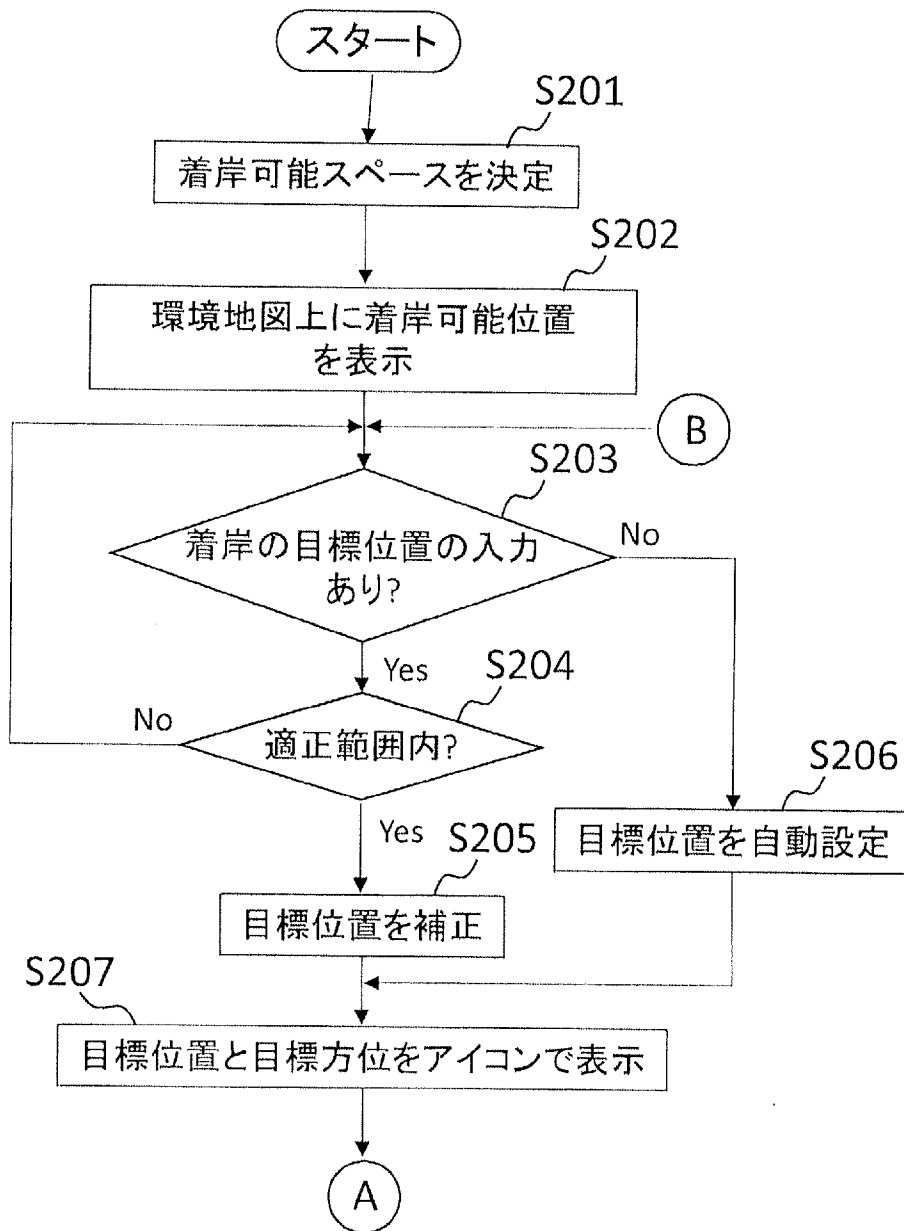 スタート
S201
着岸可能スペースを決定
S202
環境地図上に着岸可能位置
を表示
B
S203
着岸の目標位置の入力
あり?
No
Yes
S204
適正範囲内?
No
Yes
S206
目標位置を自動設定
S205
目標位置を補正
S207
目標位置と目標方位をアイコンで表示
A